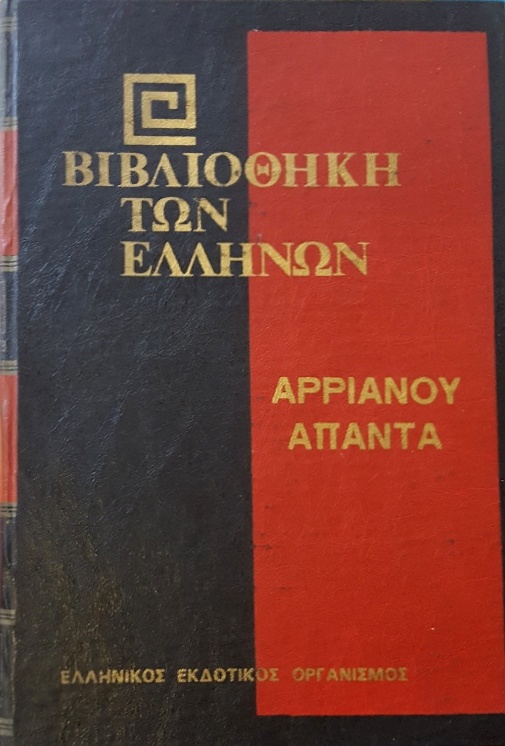 ΒΙΒΛΙΟΘΗΚΗ
ΤΩΝ
ΕΛΛΗΝΩΝ
ΑΡΡΙΑΝΟΥ
ΑΠΑΝΤΑ
ΕΛΛΗΝΙΚΟΣ ΕΚΔΟΤΙΚΟΣ ΟΡΓΑΝΙΣΜΟΣ